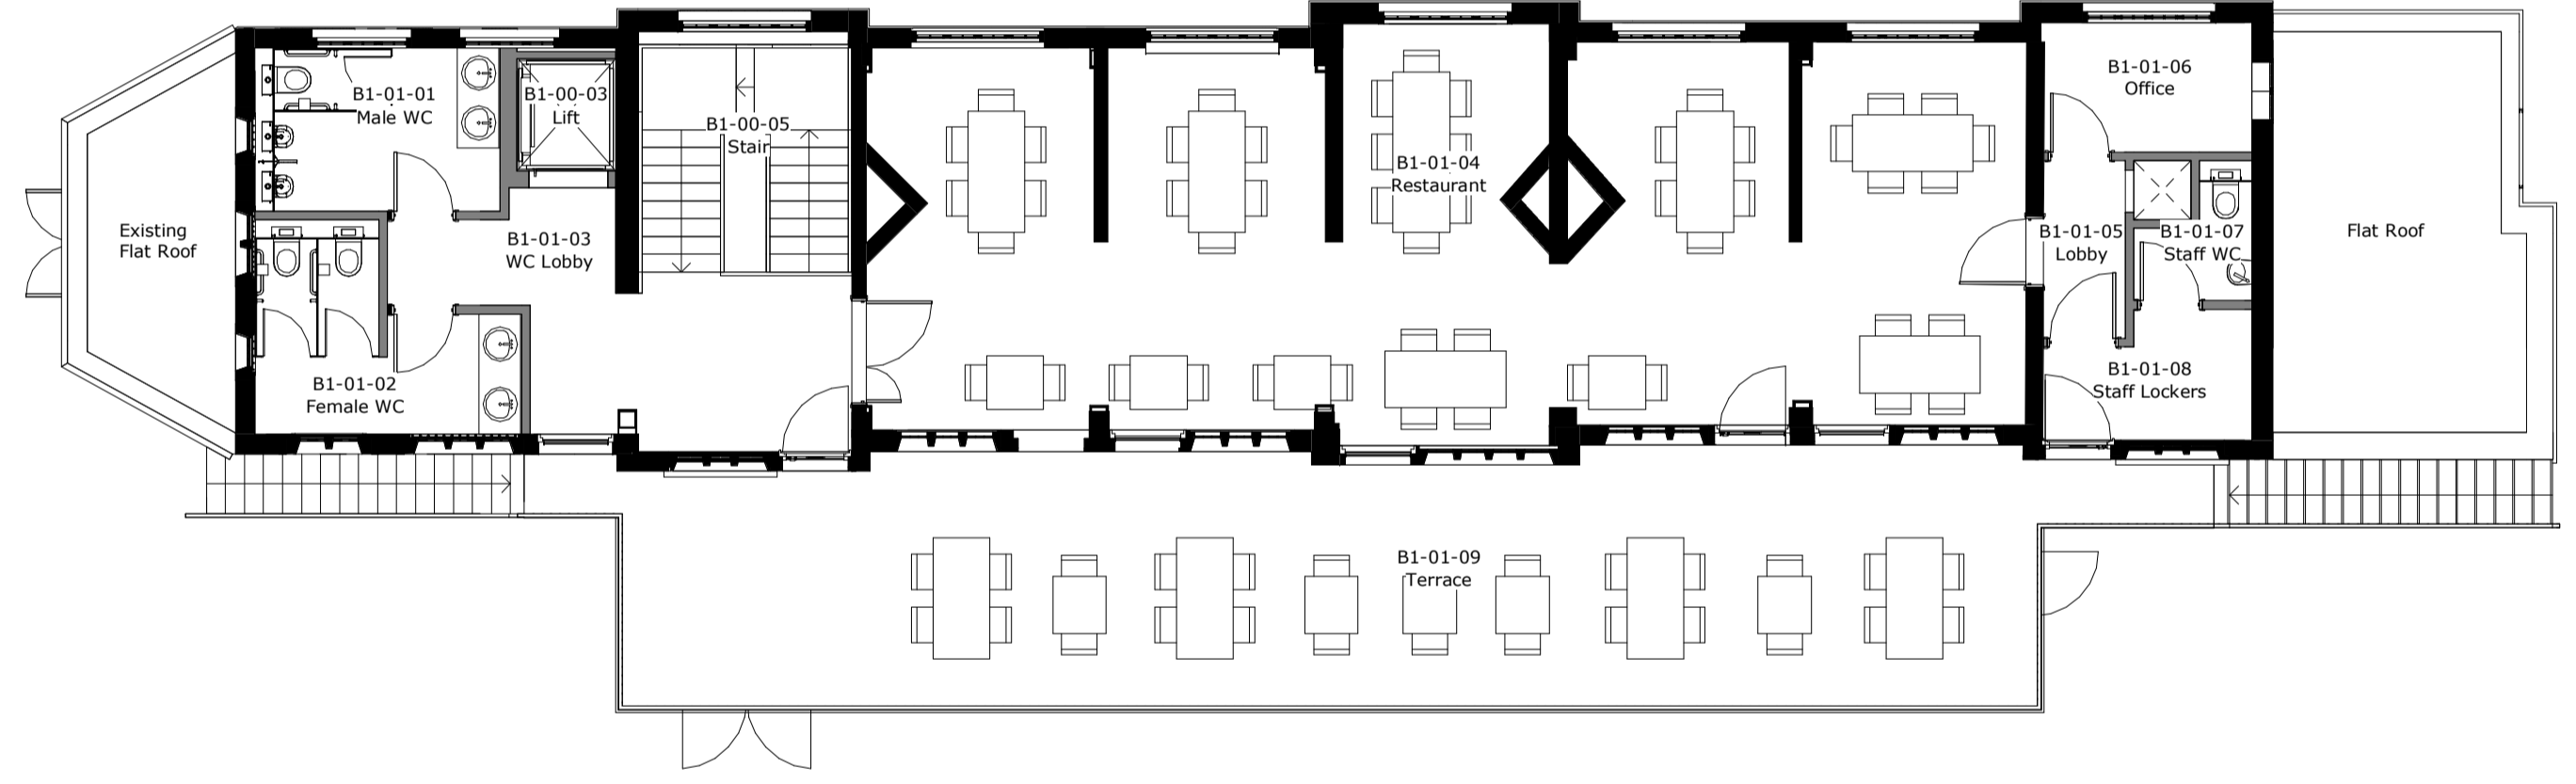 B1-01-01
Male WC
B1-00-03
Lift
B1-00-05
Stair
B1-01-04
Restaurant
B1-01-06
Office
Existing
Flat Roof
B1-01-03
WC Lobby
B1-01-05
Lobby
B1-01-07
Staff WC
Flat Roof
B1-01-02
Female WC
B1-01-08
Staff Lockers
B1-01-09
Terrace